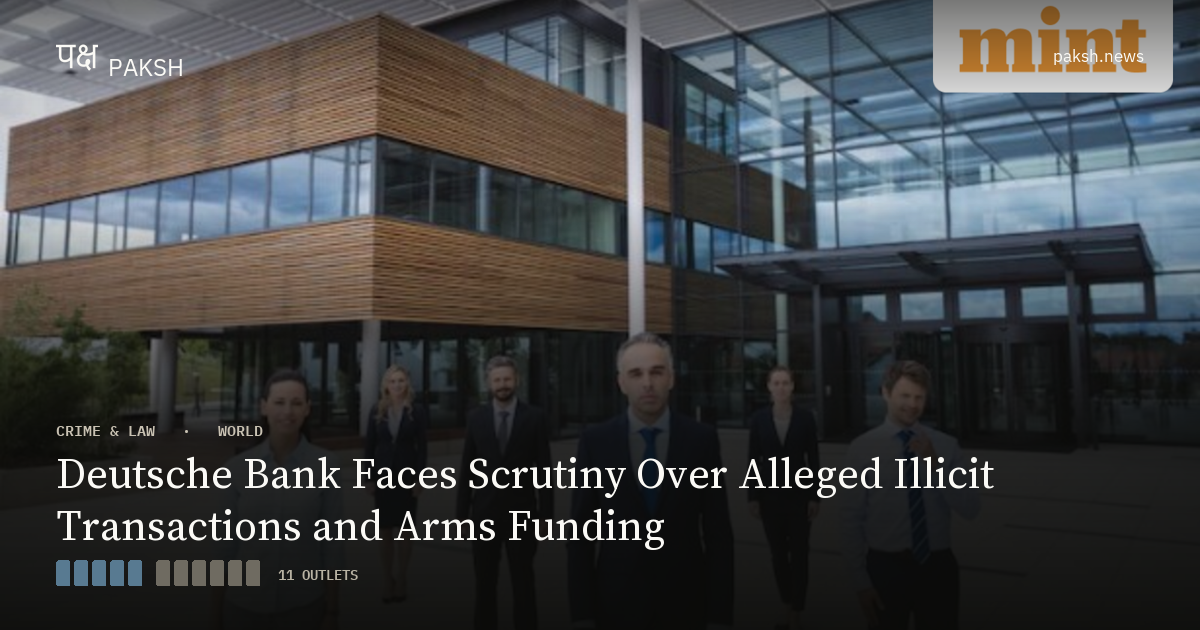 पक्ष PAKSH
mint
paksh.news
CRIME & LAW · WORLD
Deutsche Bank Faces Scrutiny Over Alleged Illicit
Transactions and Arms Funding
11 OUTLETS